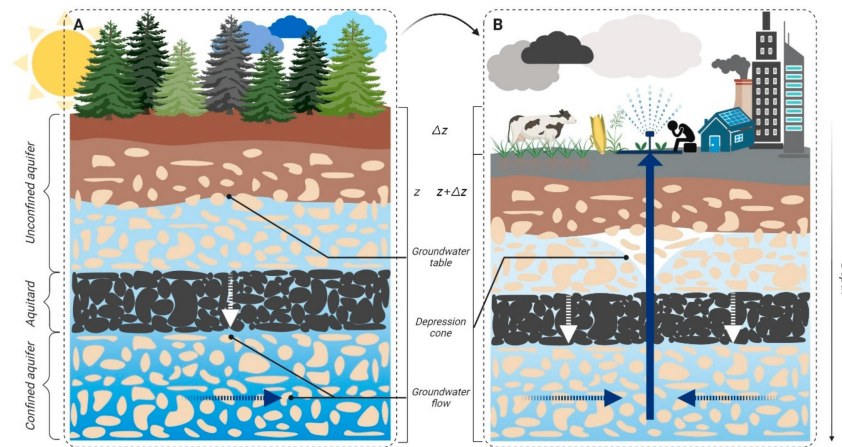 A
B
Δz
z
z+Δz
Unconfined aquifer
Aquitard
Confined aquifer
Groundwater
table
Depression
cone
Groundwater
flow